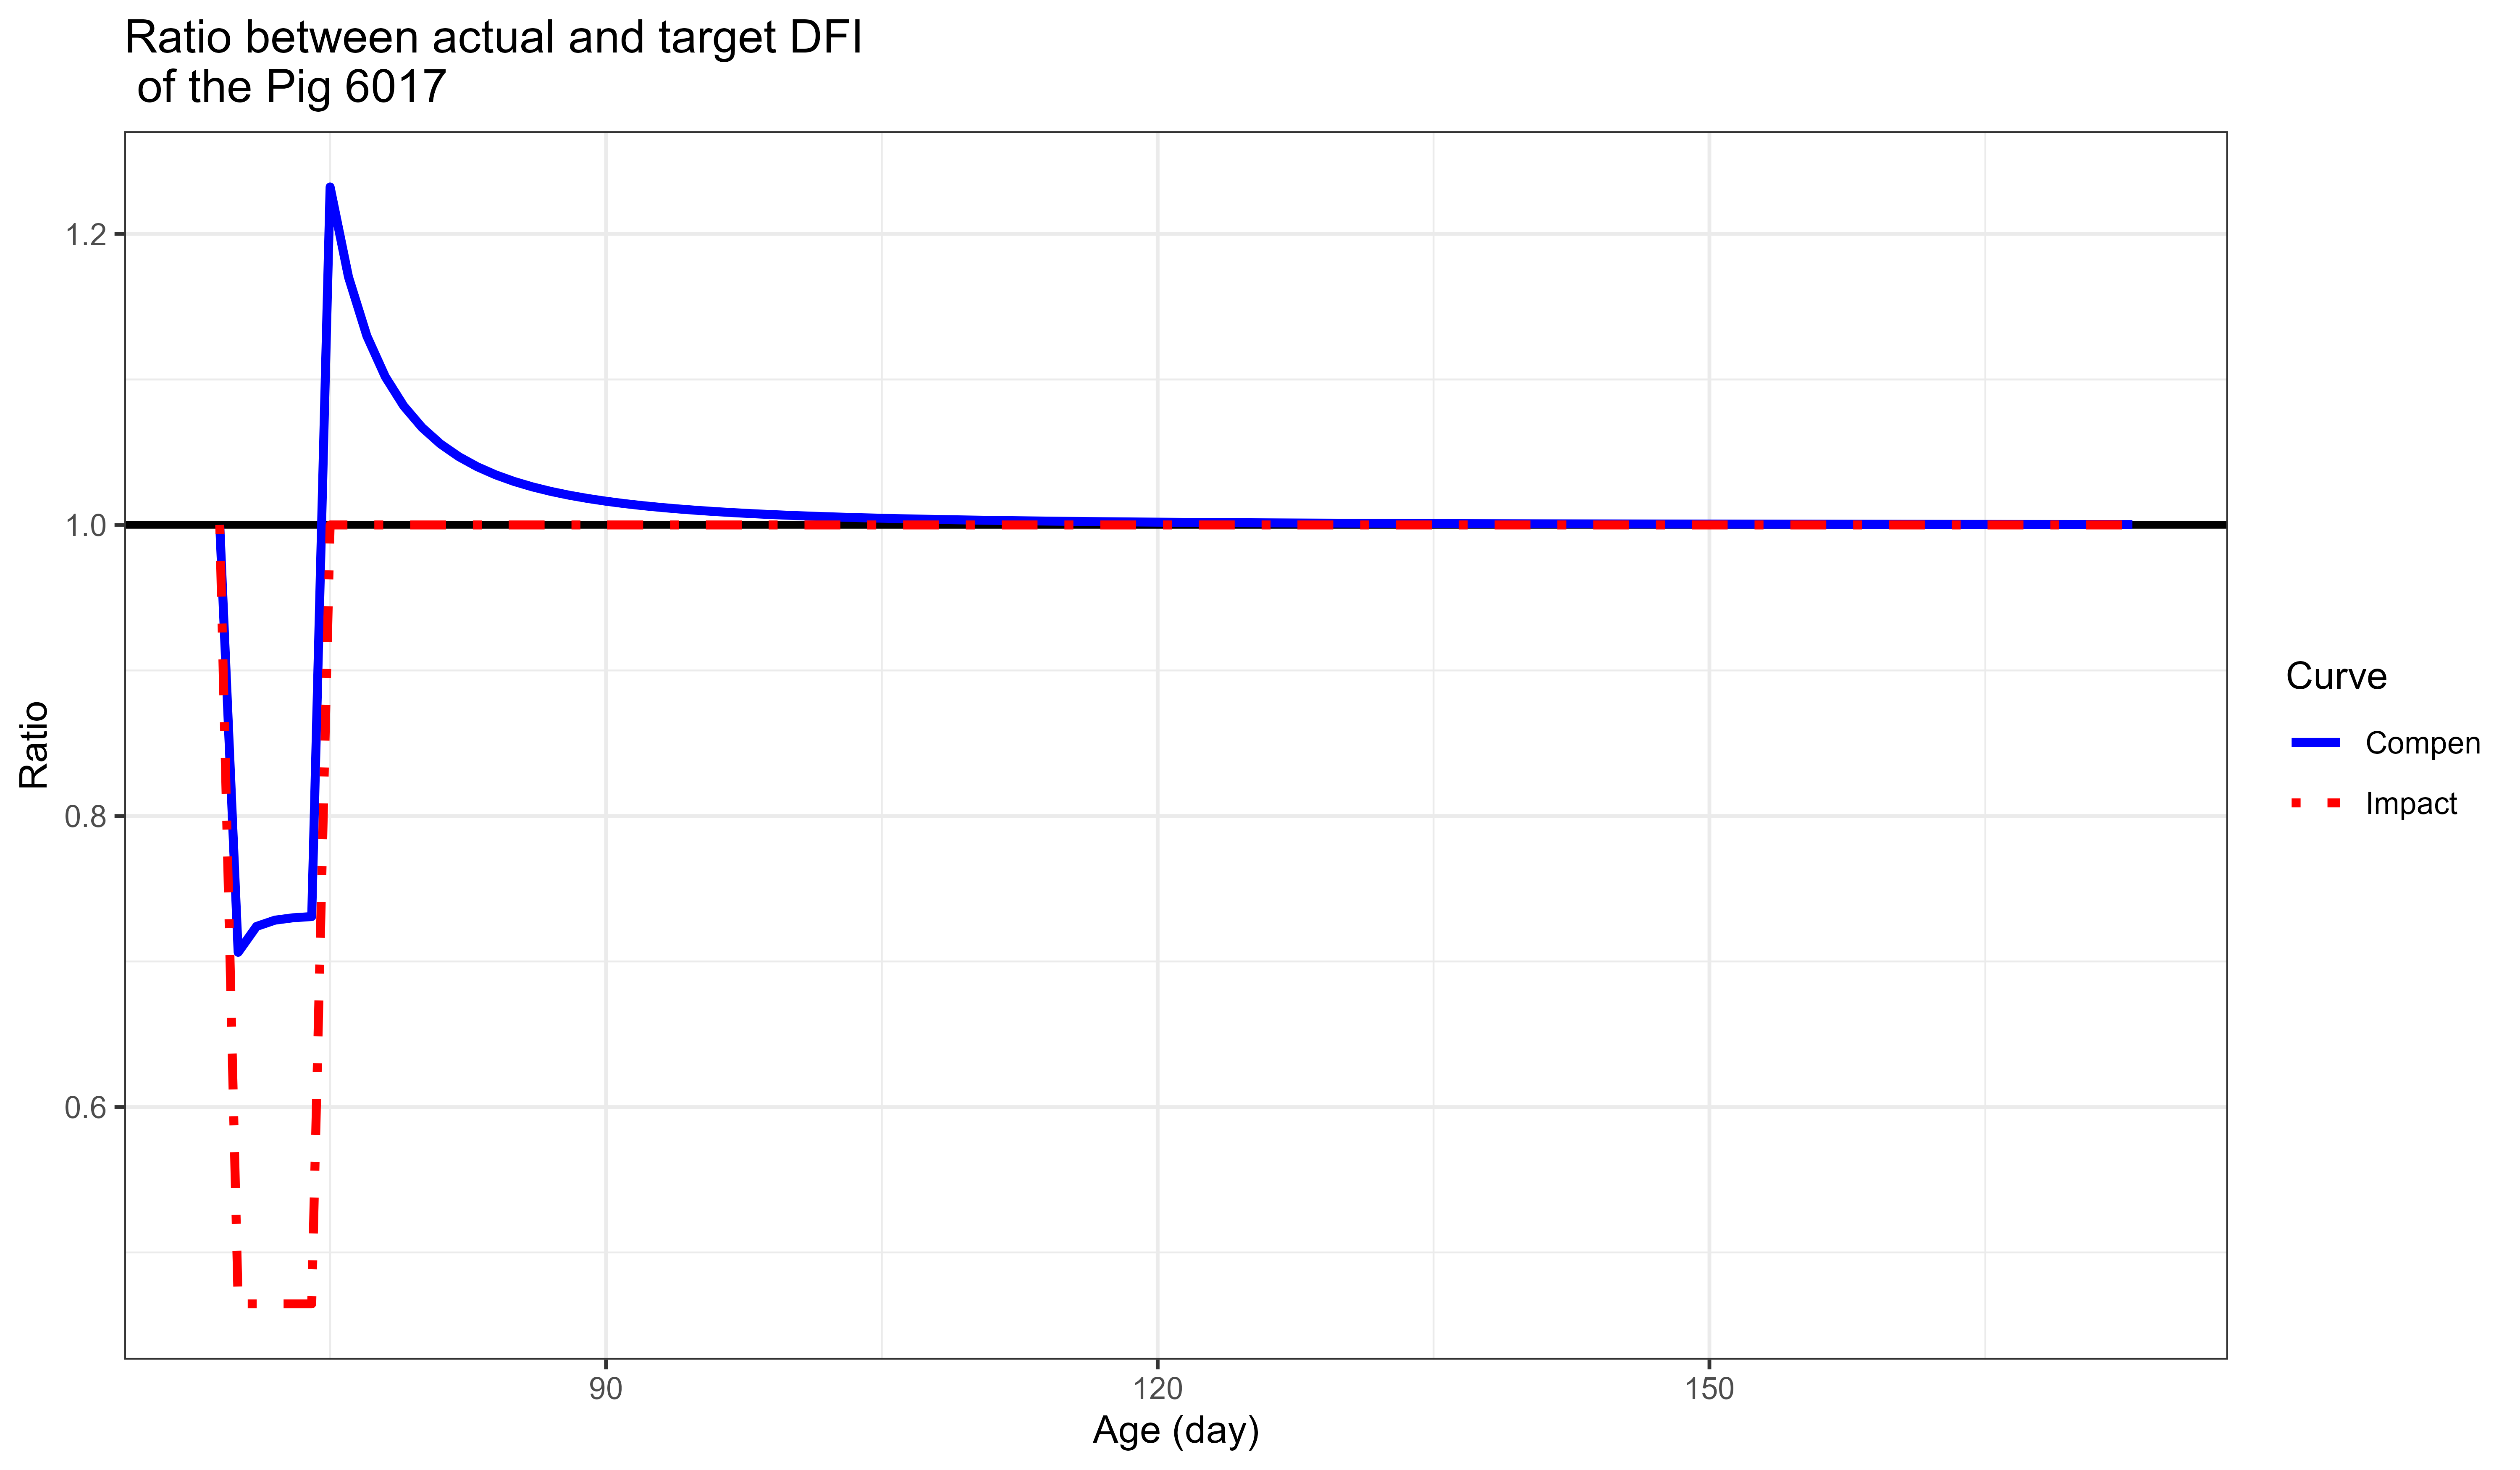 Ratio between actual and target DFI
of the Pig 6017
1.2
1.0
0.8
0.6
Ratio
90
120
150
Age (day)
Curve
Compen
Impact